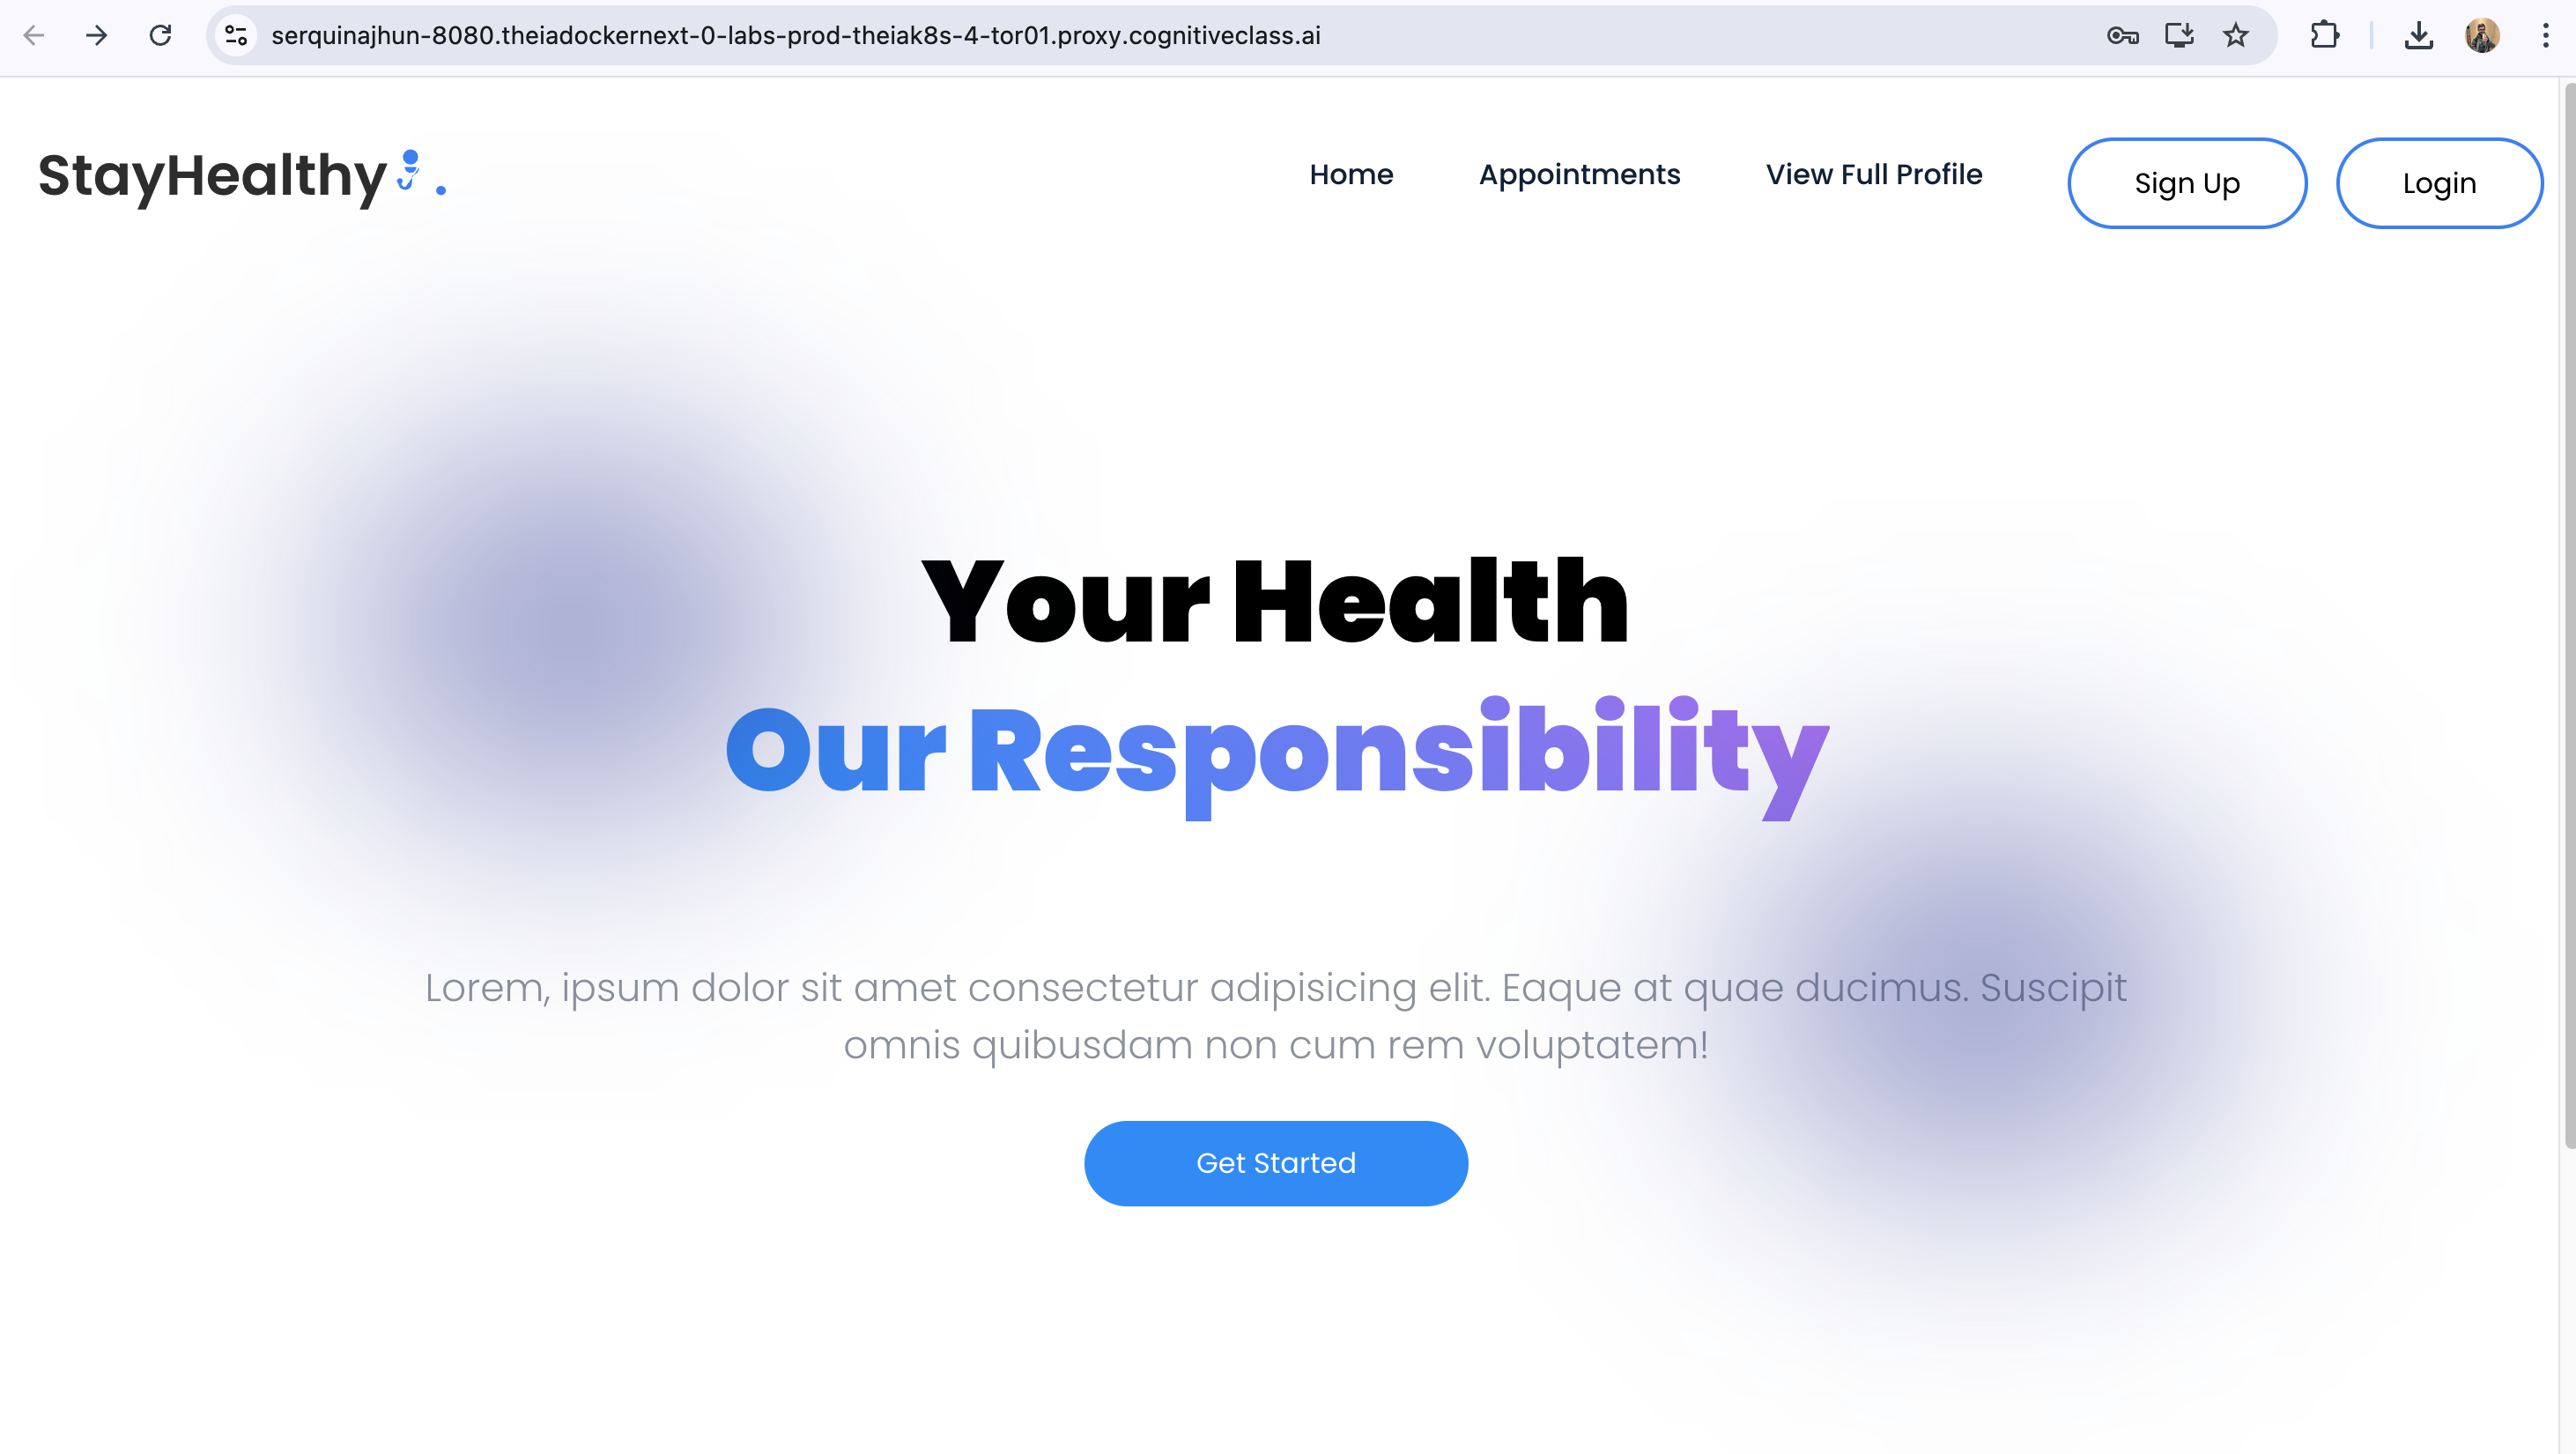 serquinajhun-8080.theiadockernext-0-labs-prod-theiak8s-4-tor01.proxy.cognitiveclass.ai
StayHealthy .
Home
Appointments
View Full Profile
Sign Up
Login
Your Health
Our Responsibility
Lorem, ipsum dolor sit amet consectetur adipisicing elit. Eaque at quae ducimus. Suscipit
omnis quibusdam non cum rem voluptatem!
Get Started